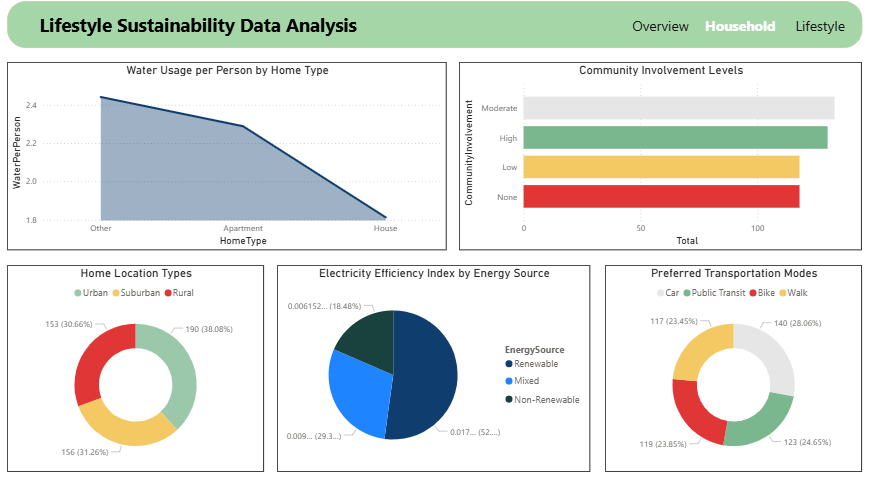 Lifestyle Sustainability Data Analysis
Overview Household Lifestyle
Water Usage per Person by Home Type
WaterPerPerson
2.4
2.2
2.0
1.8
Other Apartment House
HomeType
Community Involvement Levels
CommunityInvolvement
Moderate
High
Low
None
0 50 100
Total
Home Location Types
Urban Suburban Rural
153 (30.66%)
190 (38.08%)
156 (31.26%)
Electricity Efficiency Index by Energy Source
0.006152... (18.48%)
0.009... (29.3...)
0.017... (52....)
EnergySource
Renewable
Mixed
Non-Renewable
Preferred Transportation Modes
Car Public Transit Bike Walk
117 (23.45%)
140 (28.06%)
119 (23.85%)
123 (24.65%)